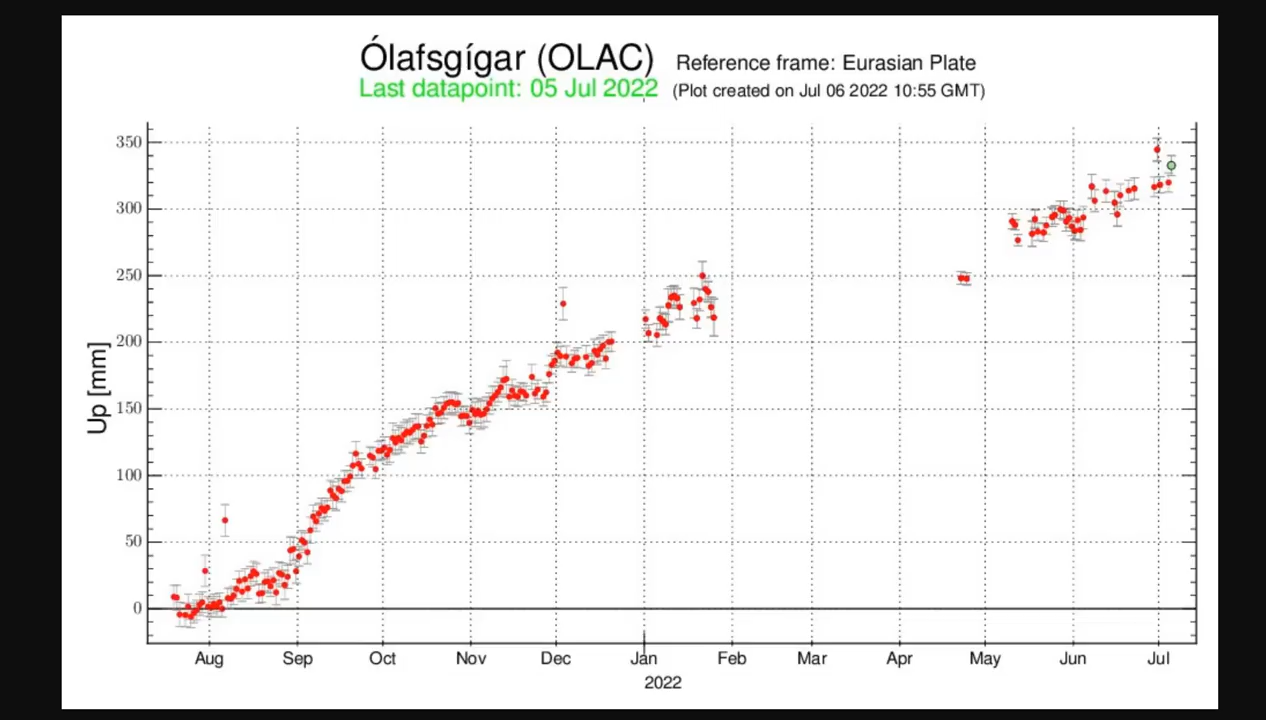 Ólafsgígar (OLAC) Reference frame: Eurasian Plate
Last datapoint: 05 Jul 2022 (Plot created on Jul 06 2022 10:55 GMT)
350
300
250
200
150
100
50
0
Up [mm]
Aug Sep Oct Nov Dec Jan Feb Mar Apr May Jun Jul
2022